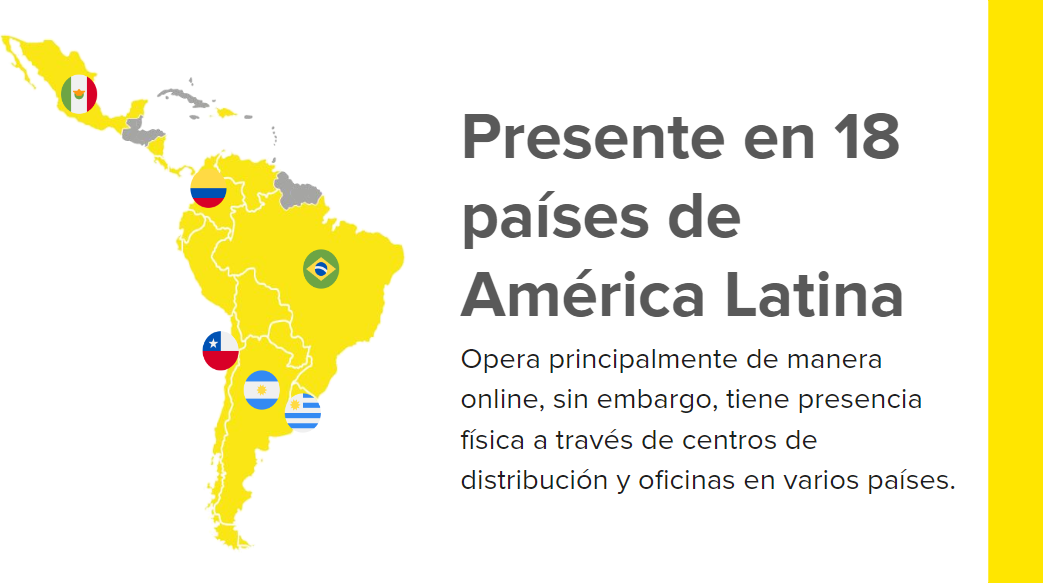 Presente en 18
países de
América Latina
Opera principalmente de manera
online, sin embargo, tiene presencia
física a través de centros de
distribución y oficinas en varios países.